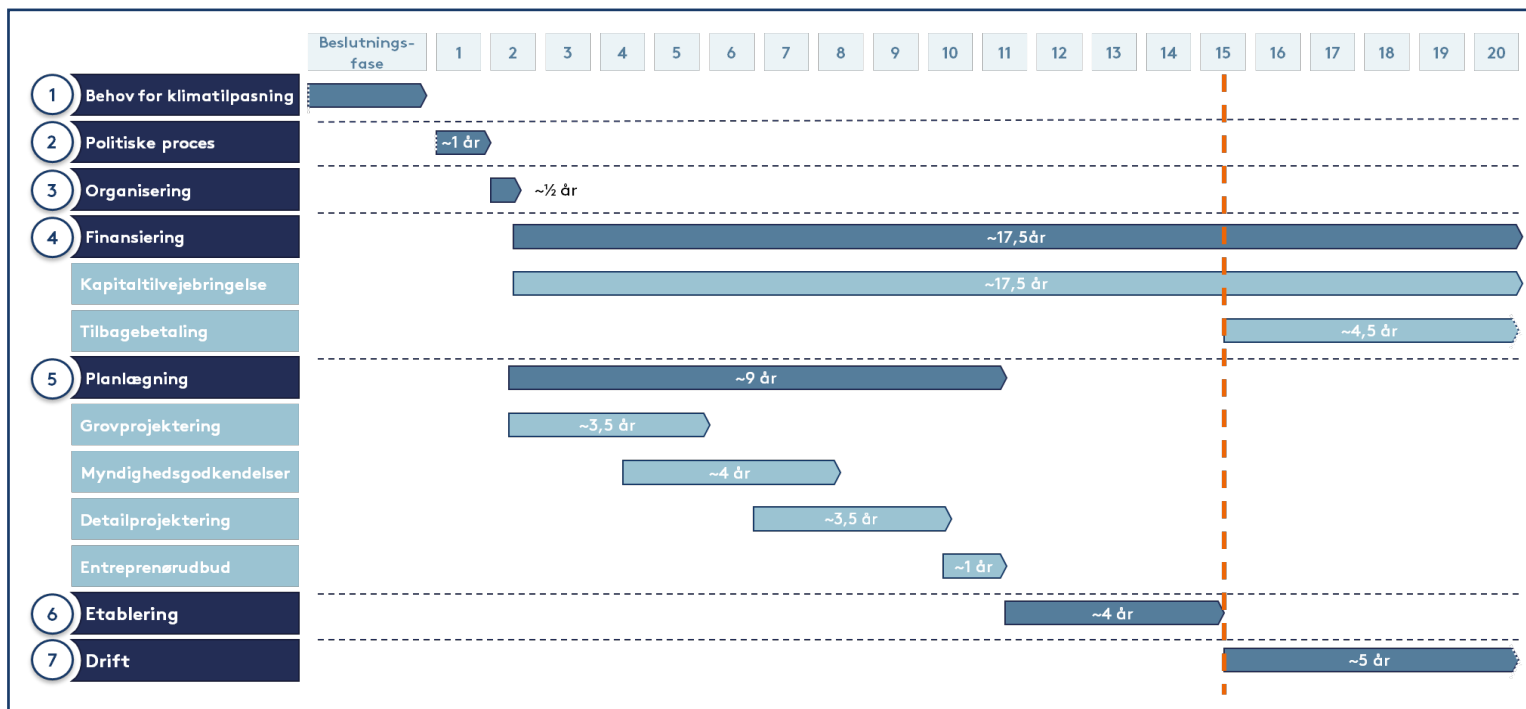 Beslutnings-
fase
1 2 3 4 5 6 7 8 9 10 11 12 13 14 15 16 17 18 19 20
1 Behov for klimatilpasning
2 Politiske proces ~1 år
3 Organisering ~½ år
4 Finansiering ~17,5år
Kapitaltilvejebringelse ~17,5 år
Tilbagebetaling ~4,5 år
5 Planlægning ~9 år
Grovprojektering ~3,5 år
Myndighedsgodkendelser ~4 år
Detailprojektering ~3,5 år
Entreprenørudbud ~1 år
6 Etablering ~4 år
7 Drift ~5 år